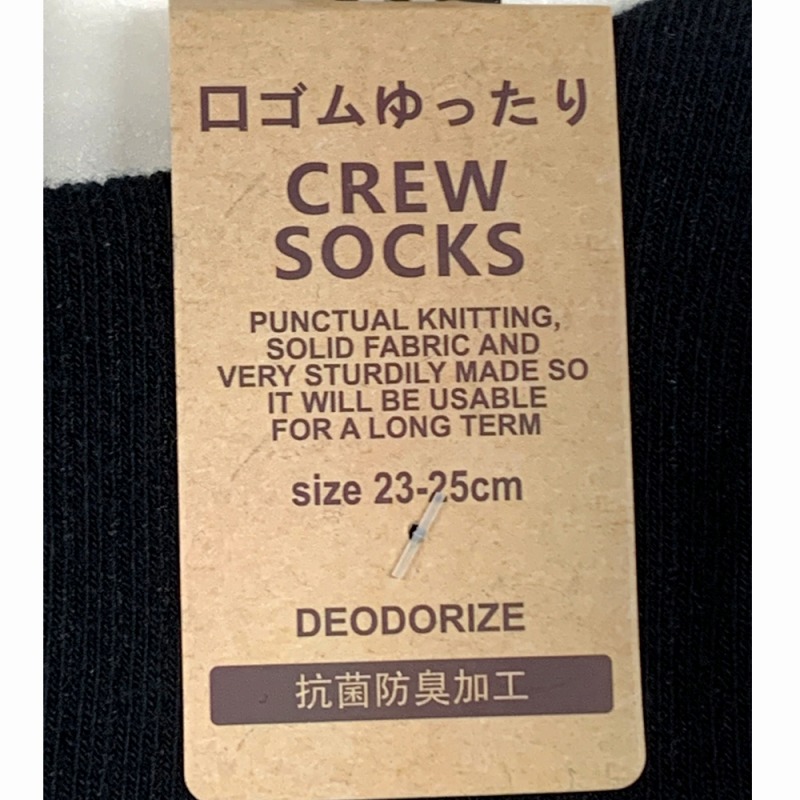 口ゴムゆったり
CREW
SOCKS
PUNCTUAL KNITTING,
SOLID FABRIC AND
VERY STURDILY MADE SO
IT WILL BE USABLE
FOR A LONG TERM
size 23-25cm
DEODORIZE
抗菌防臭加工